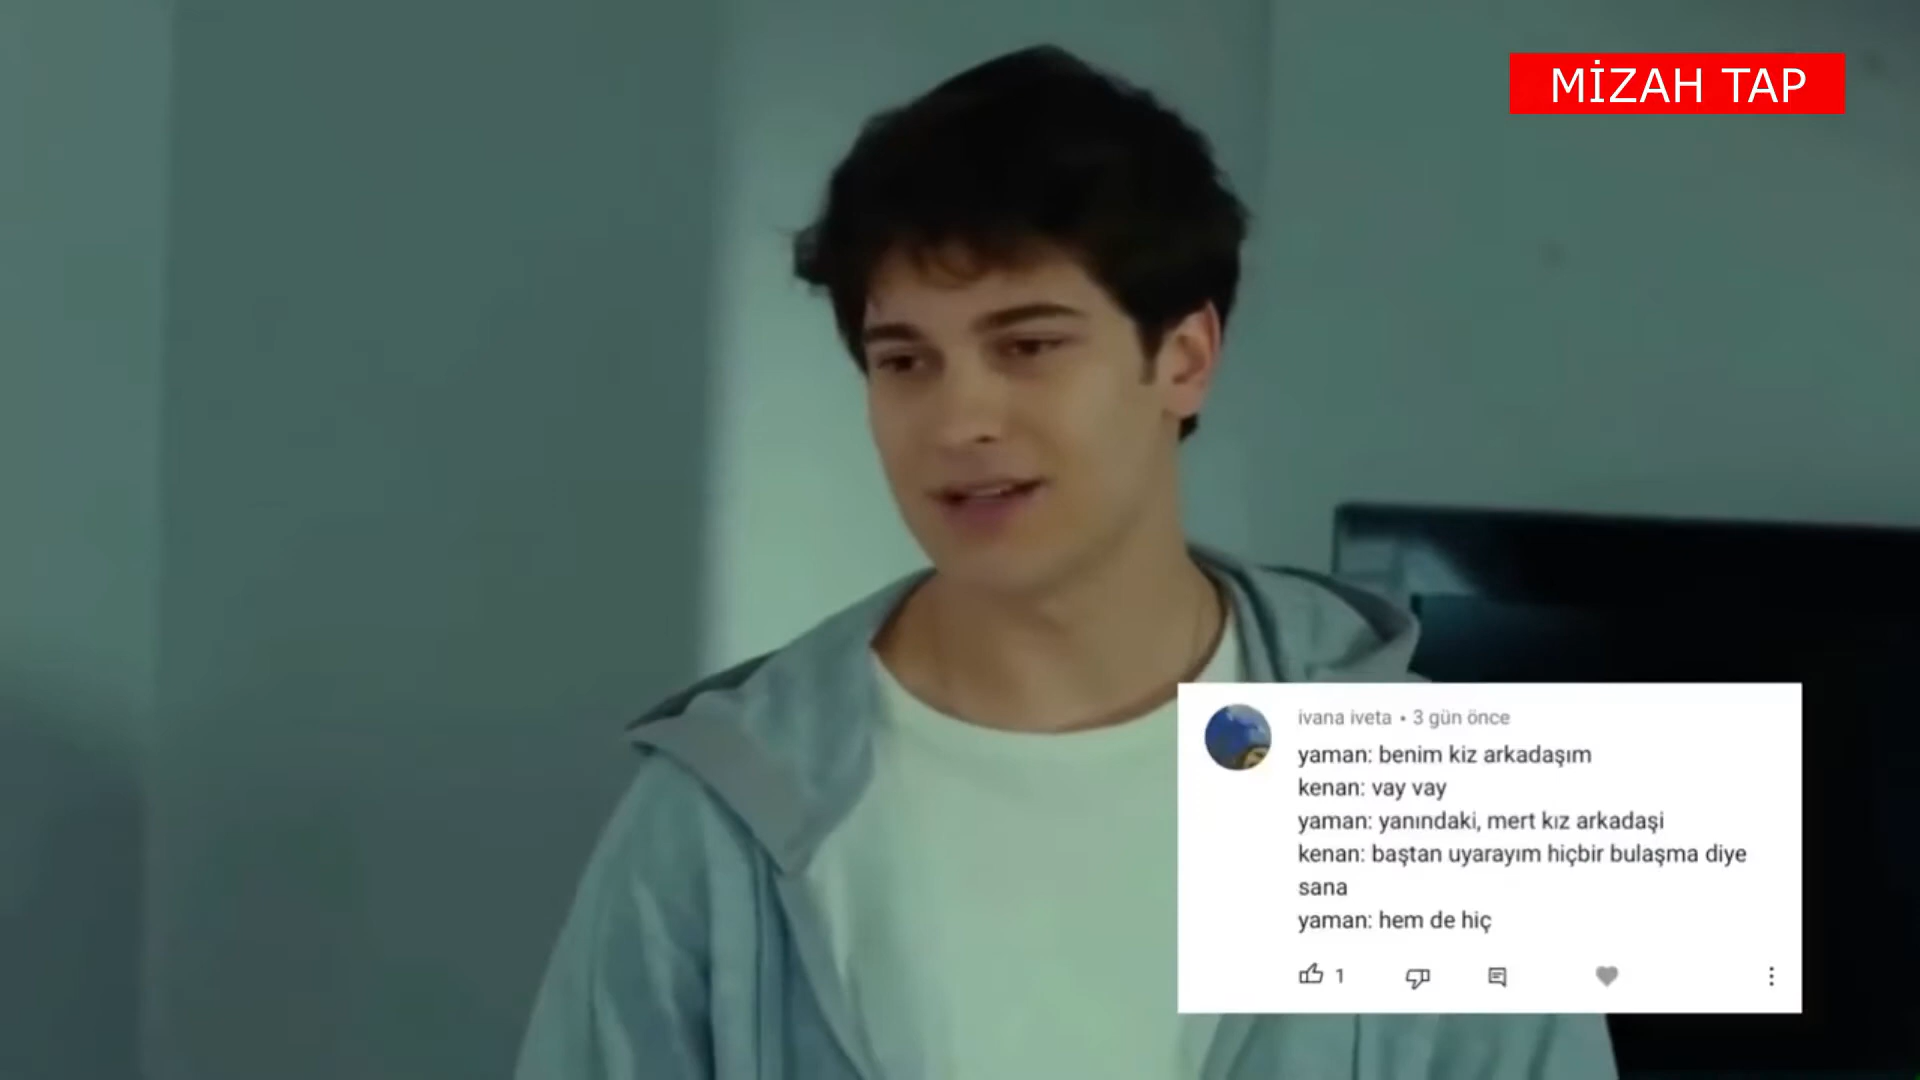 MİZAH TAP
ivana iveta • 3 gün önce
yaman: benim kiz arkadaşım
kenan: vay vay
yaman: yanındaki, mert kız arkadaşi
kenan: baştan uyarayım hiçbir bulaşma diye
sana
yaman: hem de hiç
1